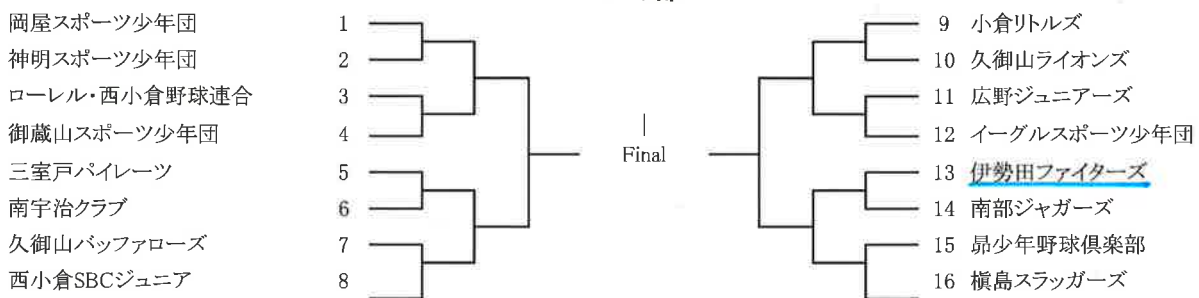 岡屋スポーツ少年団 1
神明スポーツ少年団 2
ローレル・西小倉野球連合 3
御蔵山スポーツ少年団 4
三室戸パイレーツ 5
南宇治クラブ 6
久御山バッファローズ 7
西小倉SBCジュニア 8
Final
9 小倉リトルズ
10 久御山ライオンズ
11 広野ジュニアーズ
12 イーグルスポーツ少年団
13 伊勢田ファイターズ
14 南部ジャガーズ
15 昴少年野球倶楽部
16 槇島スラッガーズ